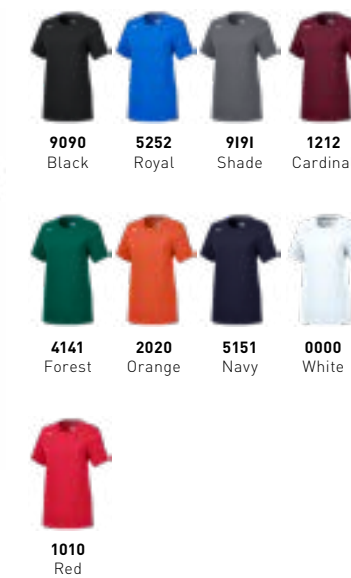 9090 5252 9191 1212
Black Royal Shade Cardina
4141 2020 5151 0000
Forest Orange Navy White
1010
Red